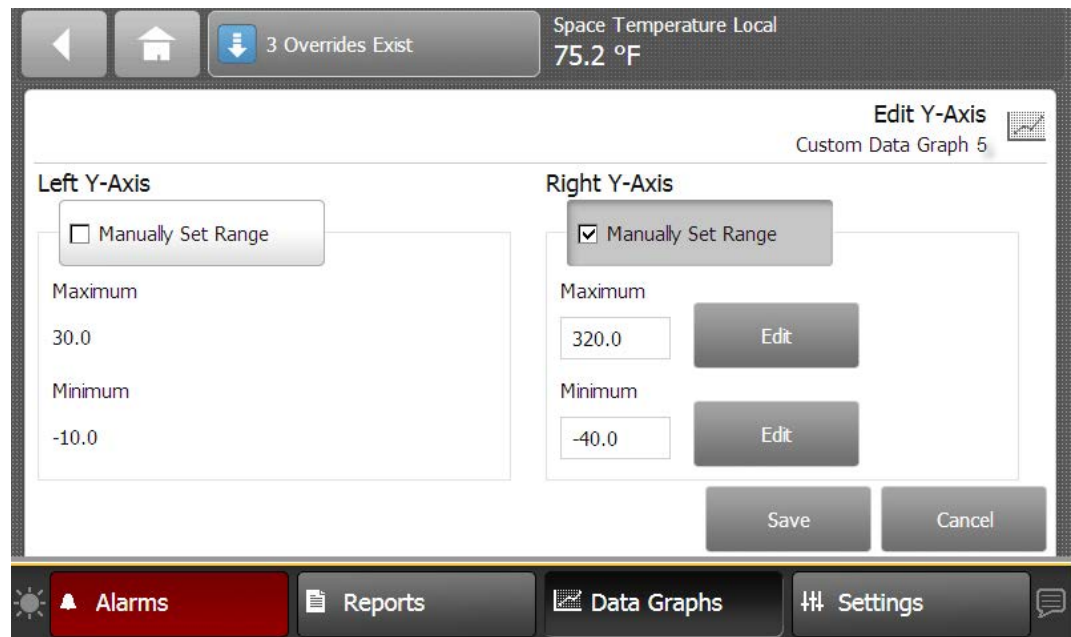 3 Overrides Exist
Space Temperature Local
75.2 °F
Edit Y-Axis
Custom Data Graph 5
Left Y-Axis
Manually Set Range
Maximum
30.0
Minimum
-10.0
Right Y-Axis
Manually Set Range
Maximum
320.0
Edit
Minimum
-40.0
Edit
Save
Cancel
Alarms
Reports
Data Graphs
Settings